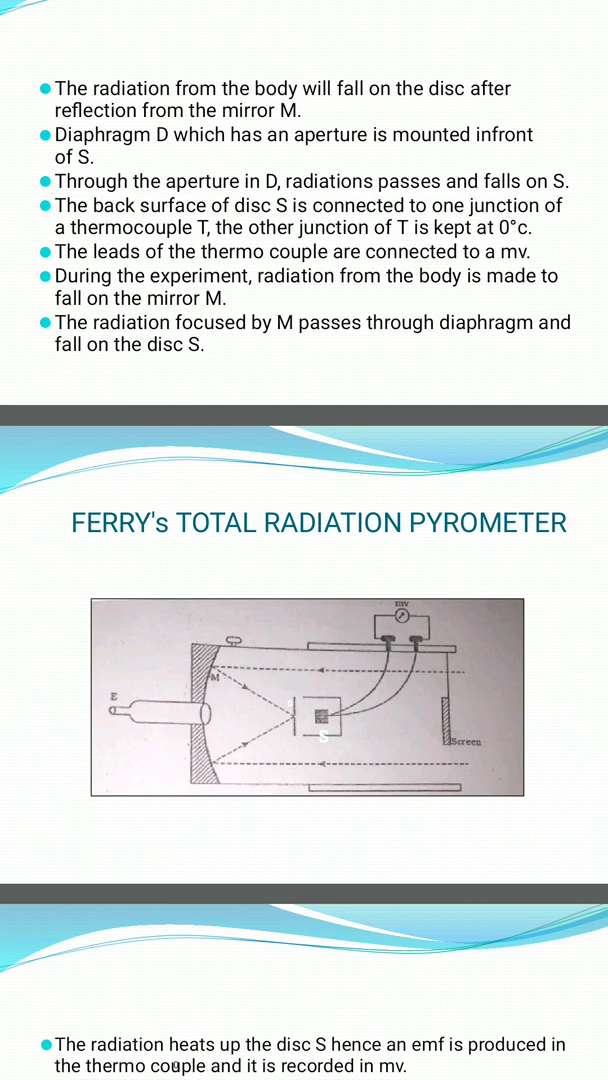 The radiation from the body will fall on the disc after
reflection from the mirror M.
Diaphragm D which has an aperture is mounted infront
of S.
Through the aperture in D, radiations passes and falls on S.
The back surface of disc S is connected to one junction of
a thermocouple T, the other junction of T is kept at 0°c.
The leads of the thermo couple are connected to a mv.
During the experiment, radiation from the body is made to
fall on the mirror M.
The radiation focused by M passes through diaphragm and
fall on the disc S.
FERRY's TOTAL RADIATION PYROMETER
mv
M
E
S
Screen
The radiation heats up the disc S hence an emf is produced in
the thermo couple and it is recorded in mv.